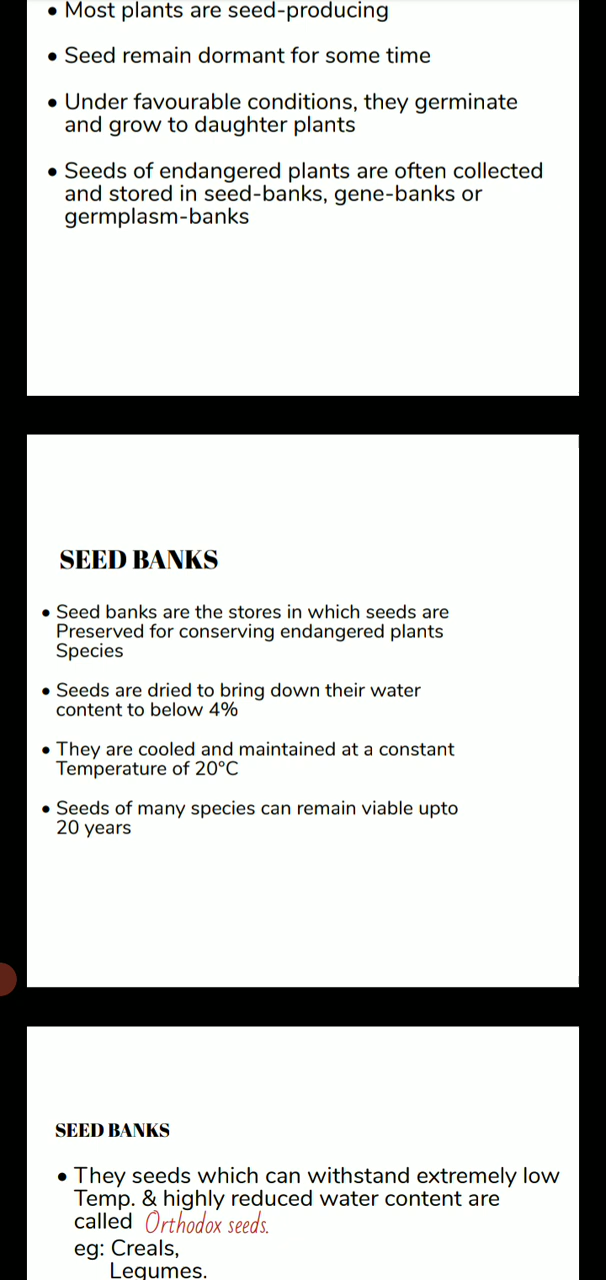 • Most plants are seed-producing
• Seed remain dormant for some time
• Under favourable conditions, they germinate
and grow to daughter plants
• Seeds of endangered plants are often collected
and stored in seed-banks, gene-banks or
germplasm-banks
SEED BANKS
• Seed banks are the stores in which seeds are
Preserved for conserving endangered plants
Species
• Seeds are dried to bring down their water
content to below 4%
• They are cooled and maintained at a constant
Temperature of 20°C
• Seeds of many species can remain viable upto
20 years
SEED BANKS
• They seeds which can withstand extremely low
Temp. & highly reduced water content are
called Orthodox seeds.
eg: Creals,
Legumes.